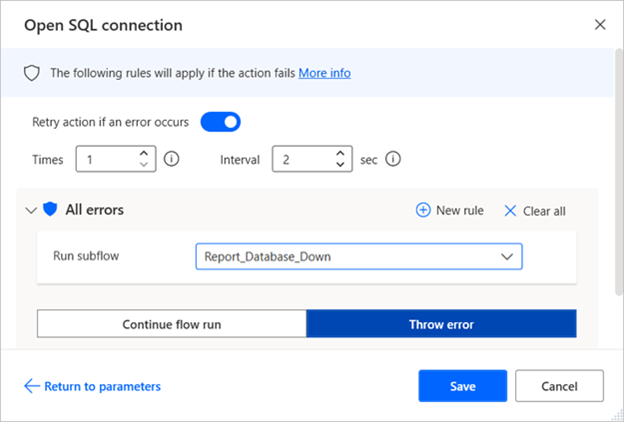 Open SQL connection
The following rules will apply if the action fails More info
Retry action if an error occurs
Times 1 Interval 2 sec
All errors New rule Clear all
Run subflow Report_Database_Down
Continue flow run Throw error
Return to parameters Save Cancel